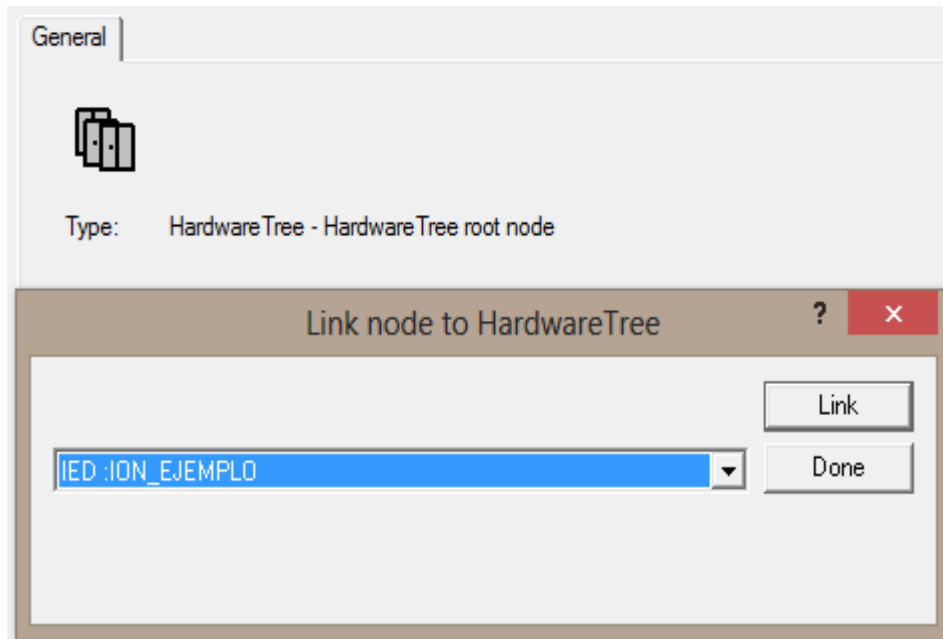 General
Type: HardwareTree - HardwareTree root node
Link node to HardwareTree
?
Link
IED :ION_EJEMPLO
Done